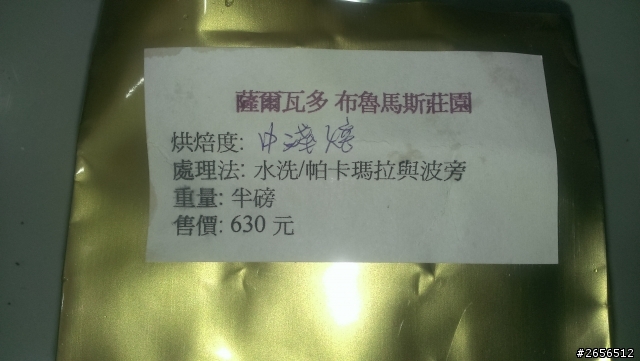 薩爾瓦多 布魯馬斯莊園
烘焙度: 中淺焙
處理法: 水洗/帕卡瑪拉與波旁
重量: 半磅
售價: 630 元
#2656512